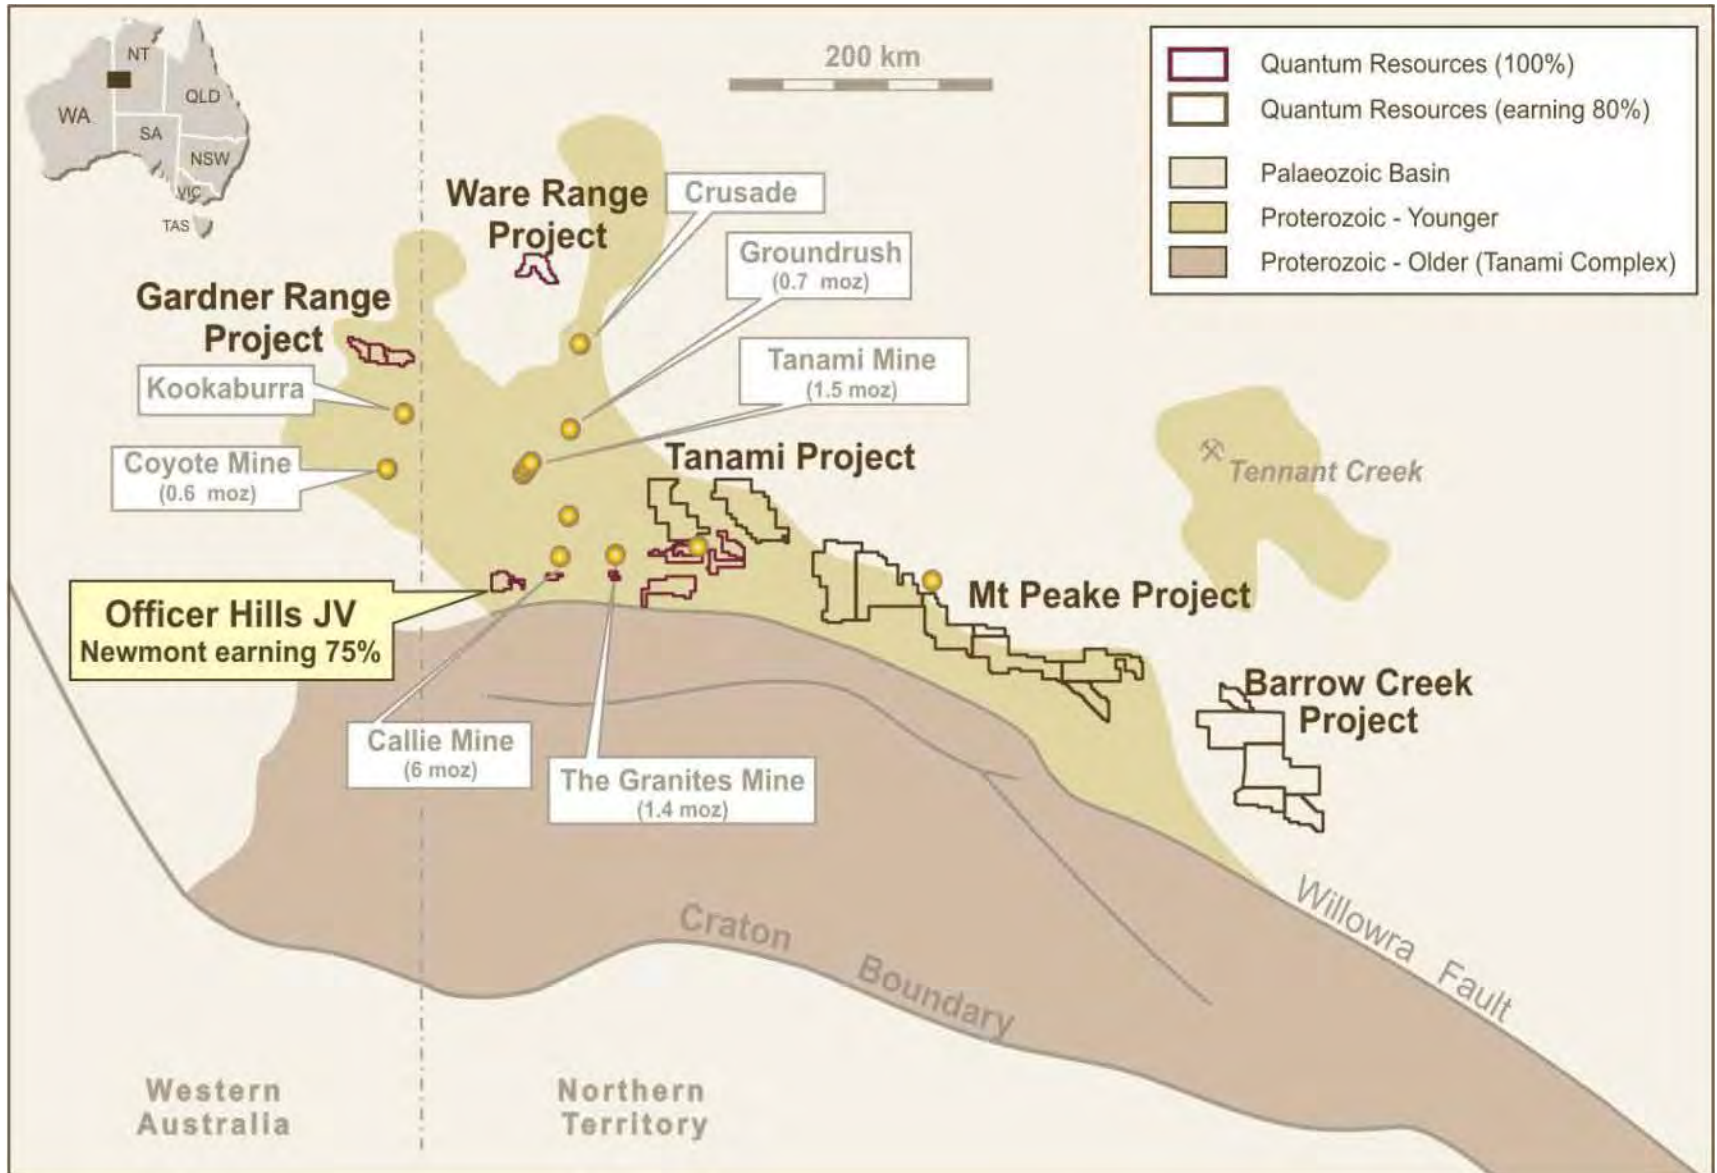 NT
WA
QLD
SA
NSW
VIC
TAS
200 km
Quantum Resources (100%)
Quantum Resources (earning 80%)
Palaeozoic Basin
Proterozoic - Younger
Proterozoic - Older (Tanami Complex)
Ware Range
Project
Crusade
Groundrush
(0.7 moz)
Gardner Range
Project
Tanami Mine
(1.5 moz)
Kookaburra
Coyote Mine
(0.6 moz)
Tanami Project
Tennant Creek
Officer Hills JV
Newmont earning 75%
Mt Peake Project
Barrow Creek
Project
Callie Mine
(6 moz)
The Granites Mine
(1.4 moz)
Craton Boundary
Willowra Fault
Western
Australia
Northern
Territory